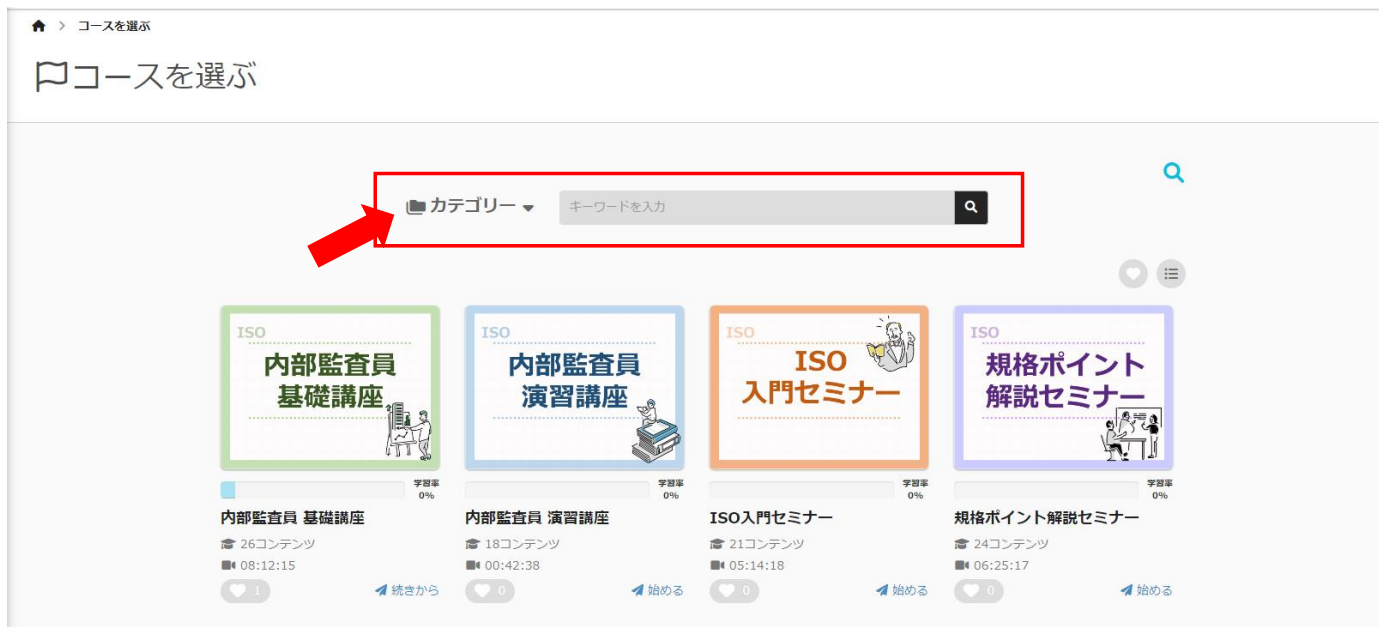 > コースを選ぶ
コースを選ぶ
カテゴリー
キーワードを入力
ISO
内部監査員
基礎講座
ISO
内部監査員
演習講座
ISO
ISO
入門セミナー
ISO
規格ポイント
解説セミナー
学習率
0%
学習率
0%
学習率
0%
学習率
0%
内部監査員 基礎講座
内部監査員 演習講座
ISO入門セミナー
規格ポイント解説セミナー
26コンテンツ
18コンテンツ
21コンテンツ
24コンテンツ
08:12:15
00:42:38
05:14:18
06:25:17
1 続きから
0 始める
0 始める
0 始める